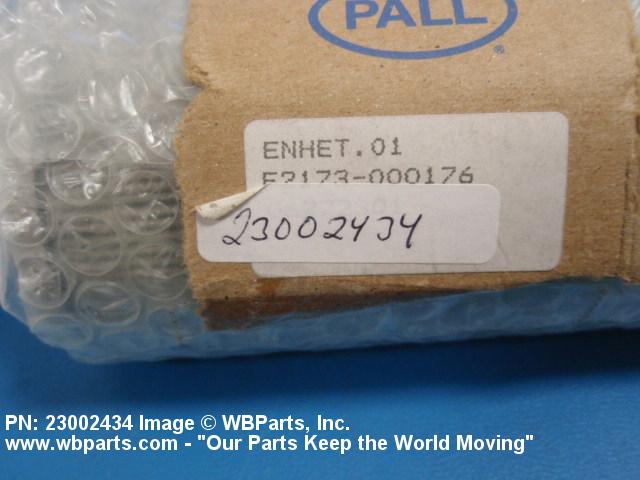 PALL
®
ENHET.01
F2173-000176
23002434
PN: 23002434 Image © WBParts, Inc.
www.wbparts.com - "Our Parts Keep the World Moving"